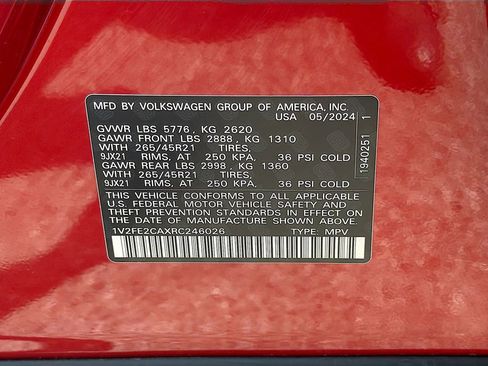 MFD BY VOLKSWAGEN GROUP OF AMERICA, INC.
USA 05/2024
GVWR LBS 5776, KG 2620
GAWR FRONT LBS 2888, KG 1310
WITH 265/45R21 TIRES,
9JX21 RIMS, AT 250 KPA, 36 PSI COLD
GAWR REAR LBS 2998, KG 1360
WITH 265/45R21 TIRES,
9JX21 RIMS, AT 250 KPA, 36 PSI COLD
THIS VEHICLE CONFORMS TO ALL APPLICABLE
U.S. FEDERAL MOTOR VEHICLE SAFETY AND
THEFT PREVENTION STANDARDS IN EFFECT ON
THE DATE OF MANUFACTURE SHOWN ABOVE.
1V2FE2CAXRC246026 TYPE: MPV
1940251 1